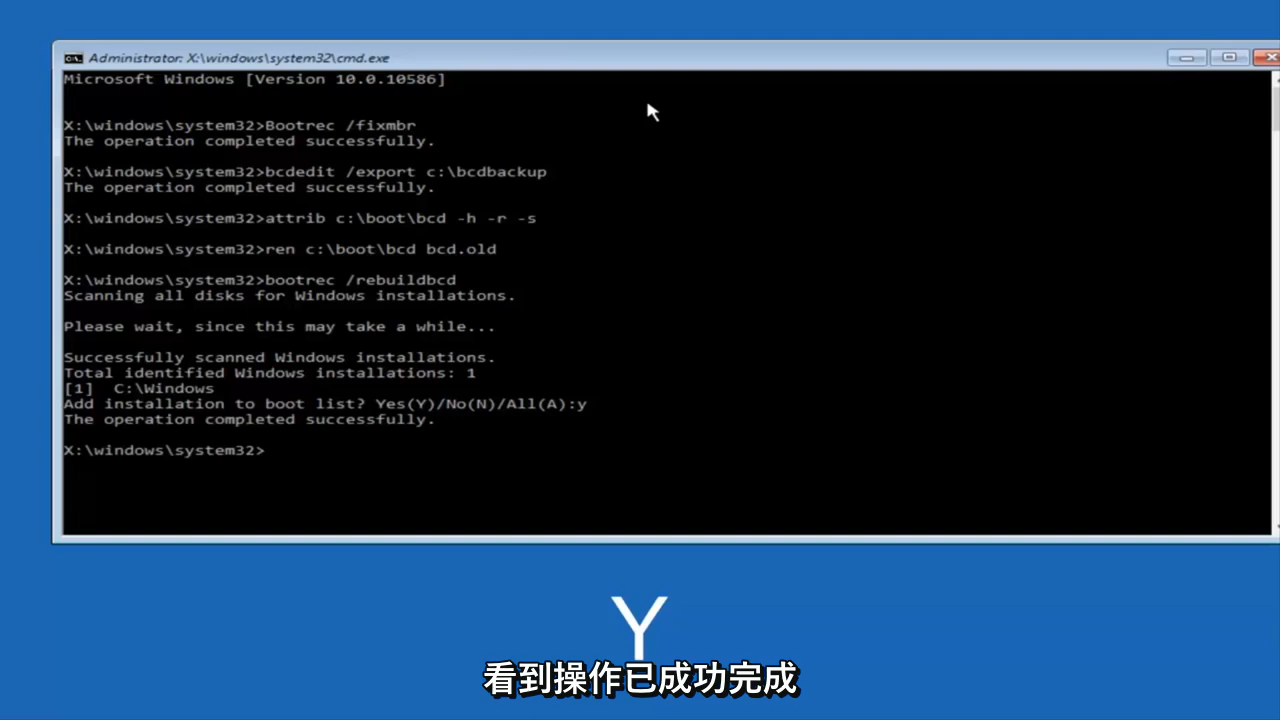 Administrator: X:\windows\system32\cmd.exe
Microsoft Windows [Version 10.0.10586]
X:\windows\system32>Bootrec /fixmbr
The operation completed successfully.
X:\windows\system32>bcdedit /export c:\bcdbackup
The operation completed successfully.
X:\windows\system32>attrib c:\boot\bcd -h -r -s
X:\windows\system32>ren c:\boot\bcd bcd.old
X:\windows\system32>bootrec /rebuildbcd
Scanning all disks for Windows installations.
Please wait, since this may take a while...
Successfully scanned Windows installations.
Total identified Windows installations: 1
[1]  C:\Windows
Add installation to boot list? Yes(Y)/No(N)/All(A):y
The operation completed successfully.
X:\windows\system32>
Y
看到操作已成功完成